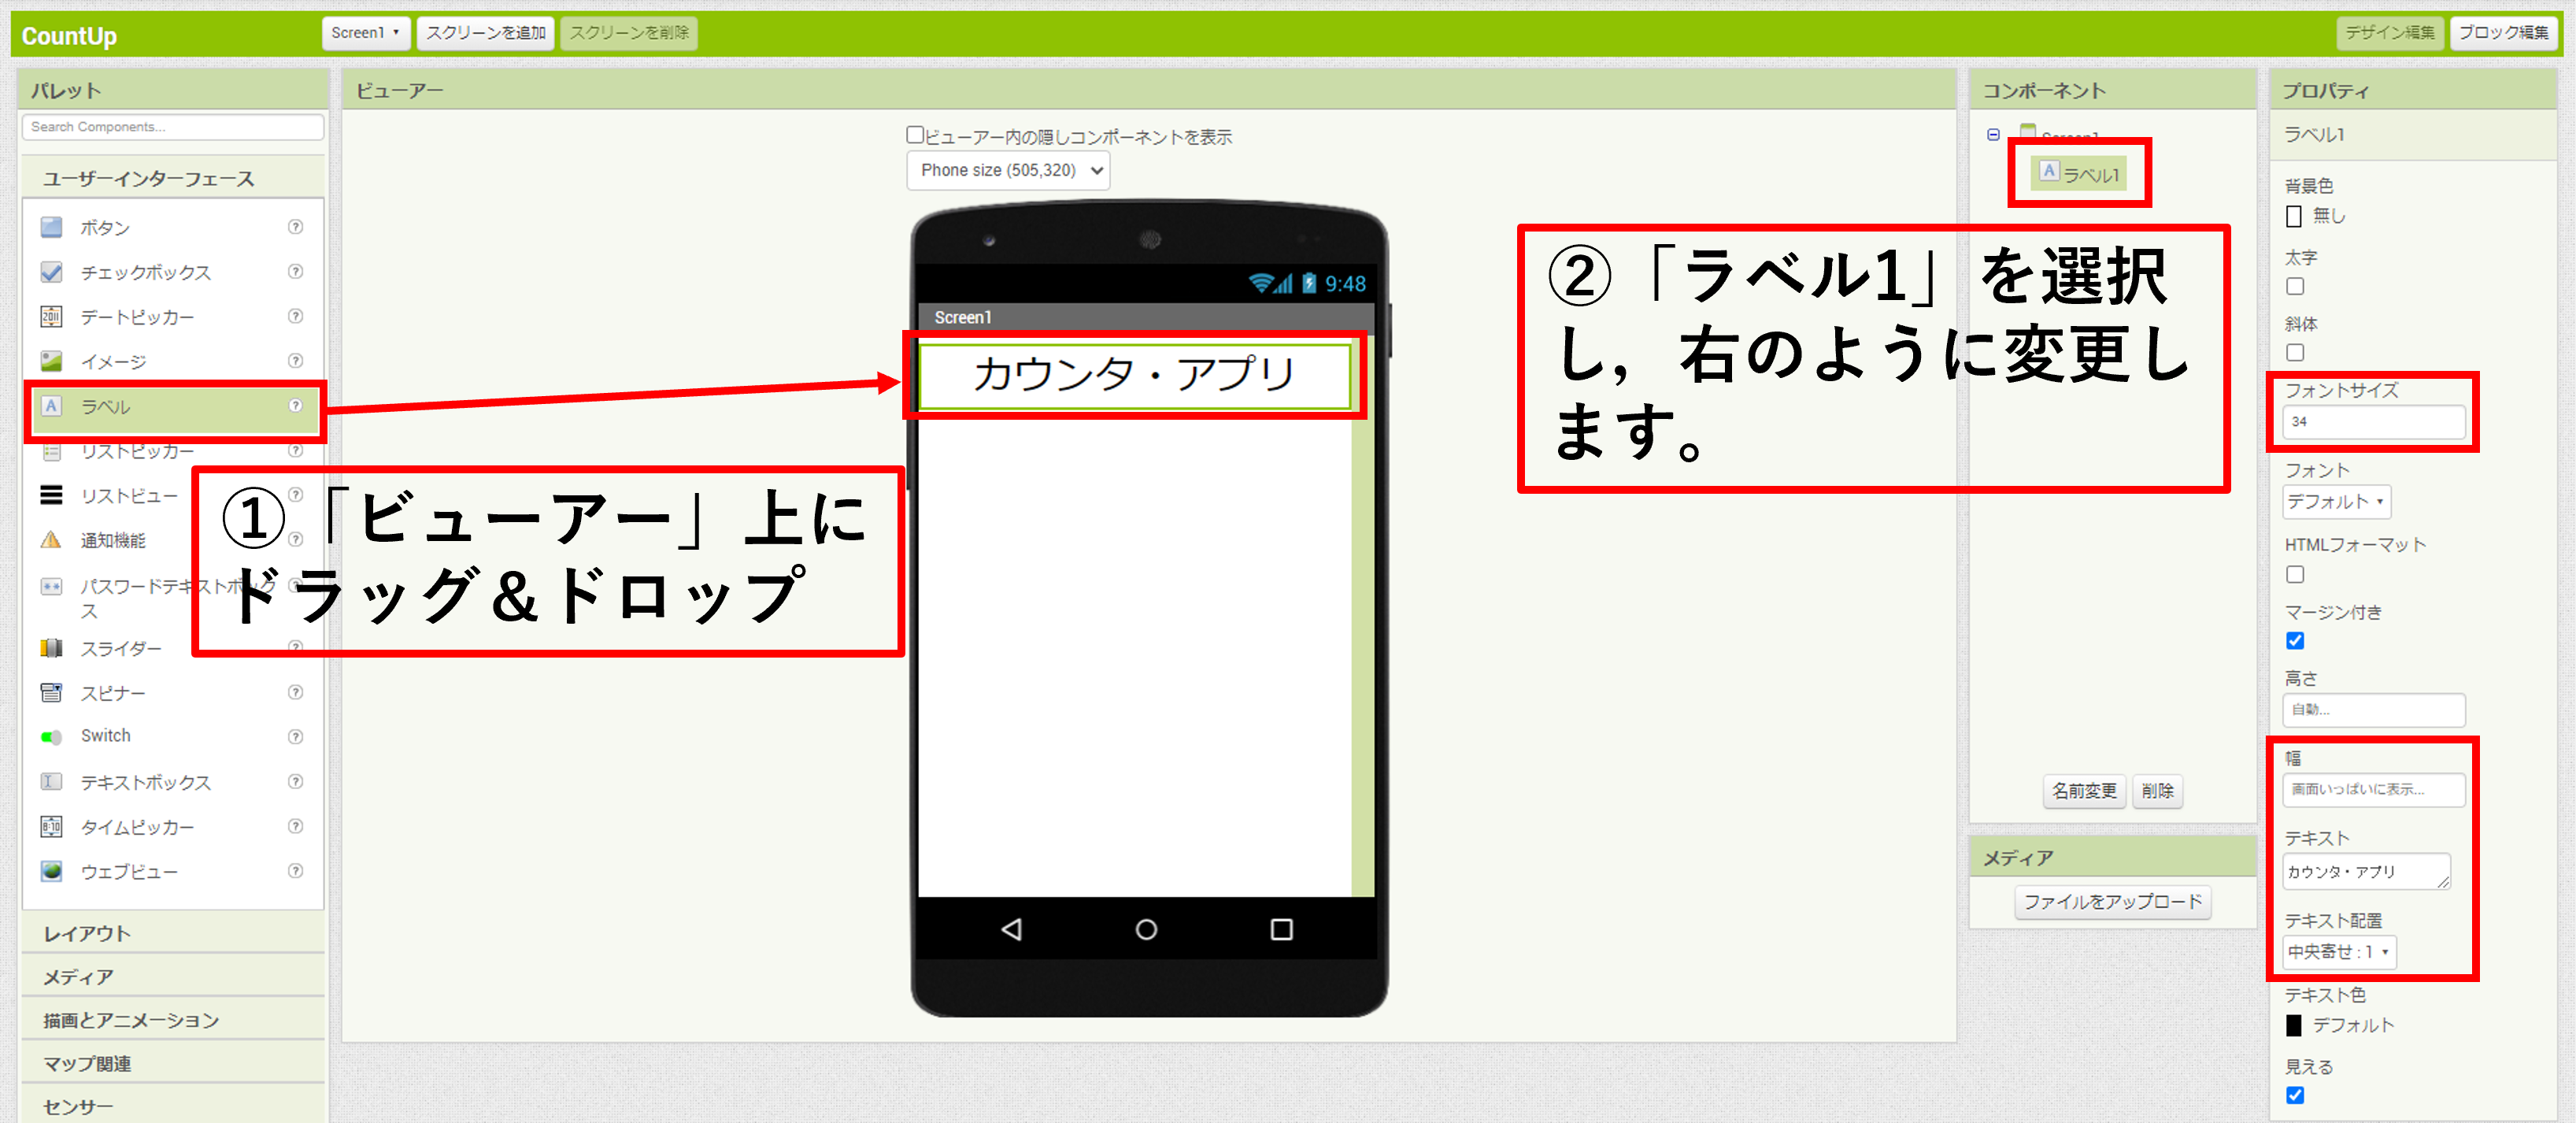 CountUp
Screen1
スクリーンを追加
スクリーンを削除
デザイン編集
ブロック編集
パレット
Search Components...
ユーザーインターフェース
ボタン
チェックボックス
デートピッカー
イメージ
ラベル
リストピッカー
リストビュー
通知機能
パスワードテキストボック
ス
スライダー
スピナー
Switch
テキストボックス
タイムピッカー
ウェブビュー
レイアウト
メディア
描画とアニメーション
マップ関連
センサー
①「ビューアー」上に
ドラッグ＆ドロップ
ビューアー
ビューアー内の隠しコンポーネントを表示
Phone size (505,320)
9:48
Screen1
カウンタ・アプリ
②「ラベル1」を選択
し，右のように変更し
ます。
コンポーネント
Screen1
ラベル1
名前変更
削除
メディア
ファイルをアップロード
プロパティ
ラベル1
背景色
無し
太字
斜体
フォントサイズ
34
フォント
デフォルト
HTMLフォーマット
マージン付き
高さ
自動...
幅
画面いっぱいに表示...
テキスト
カウンタ・アプリ
テキスト配置
中央寄せ : 1
テキスト色
デフォルト
見える